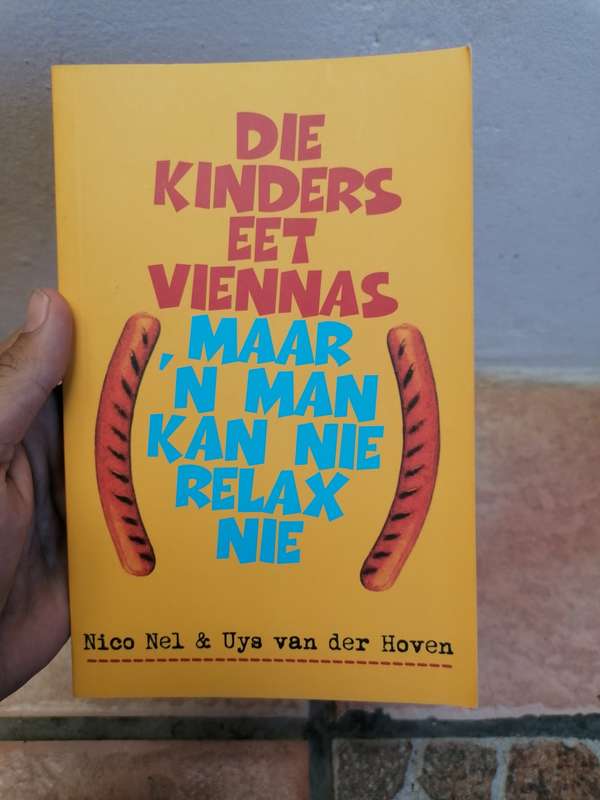 DIE
KINDERS
EET
VIENNAS
, MAAR
'N MAN
KAN NIE
RELAX
NIE
Nico Nel & Uys van der Hoven